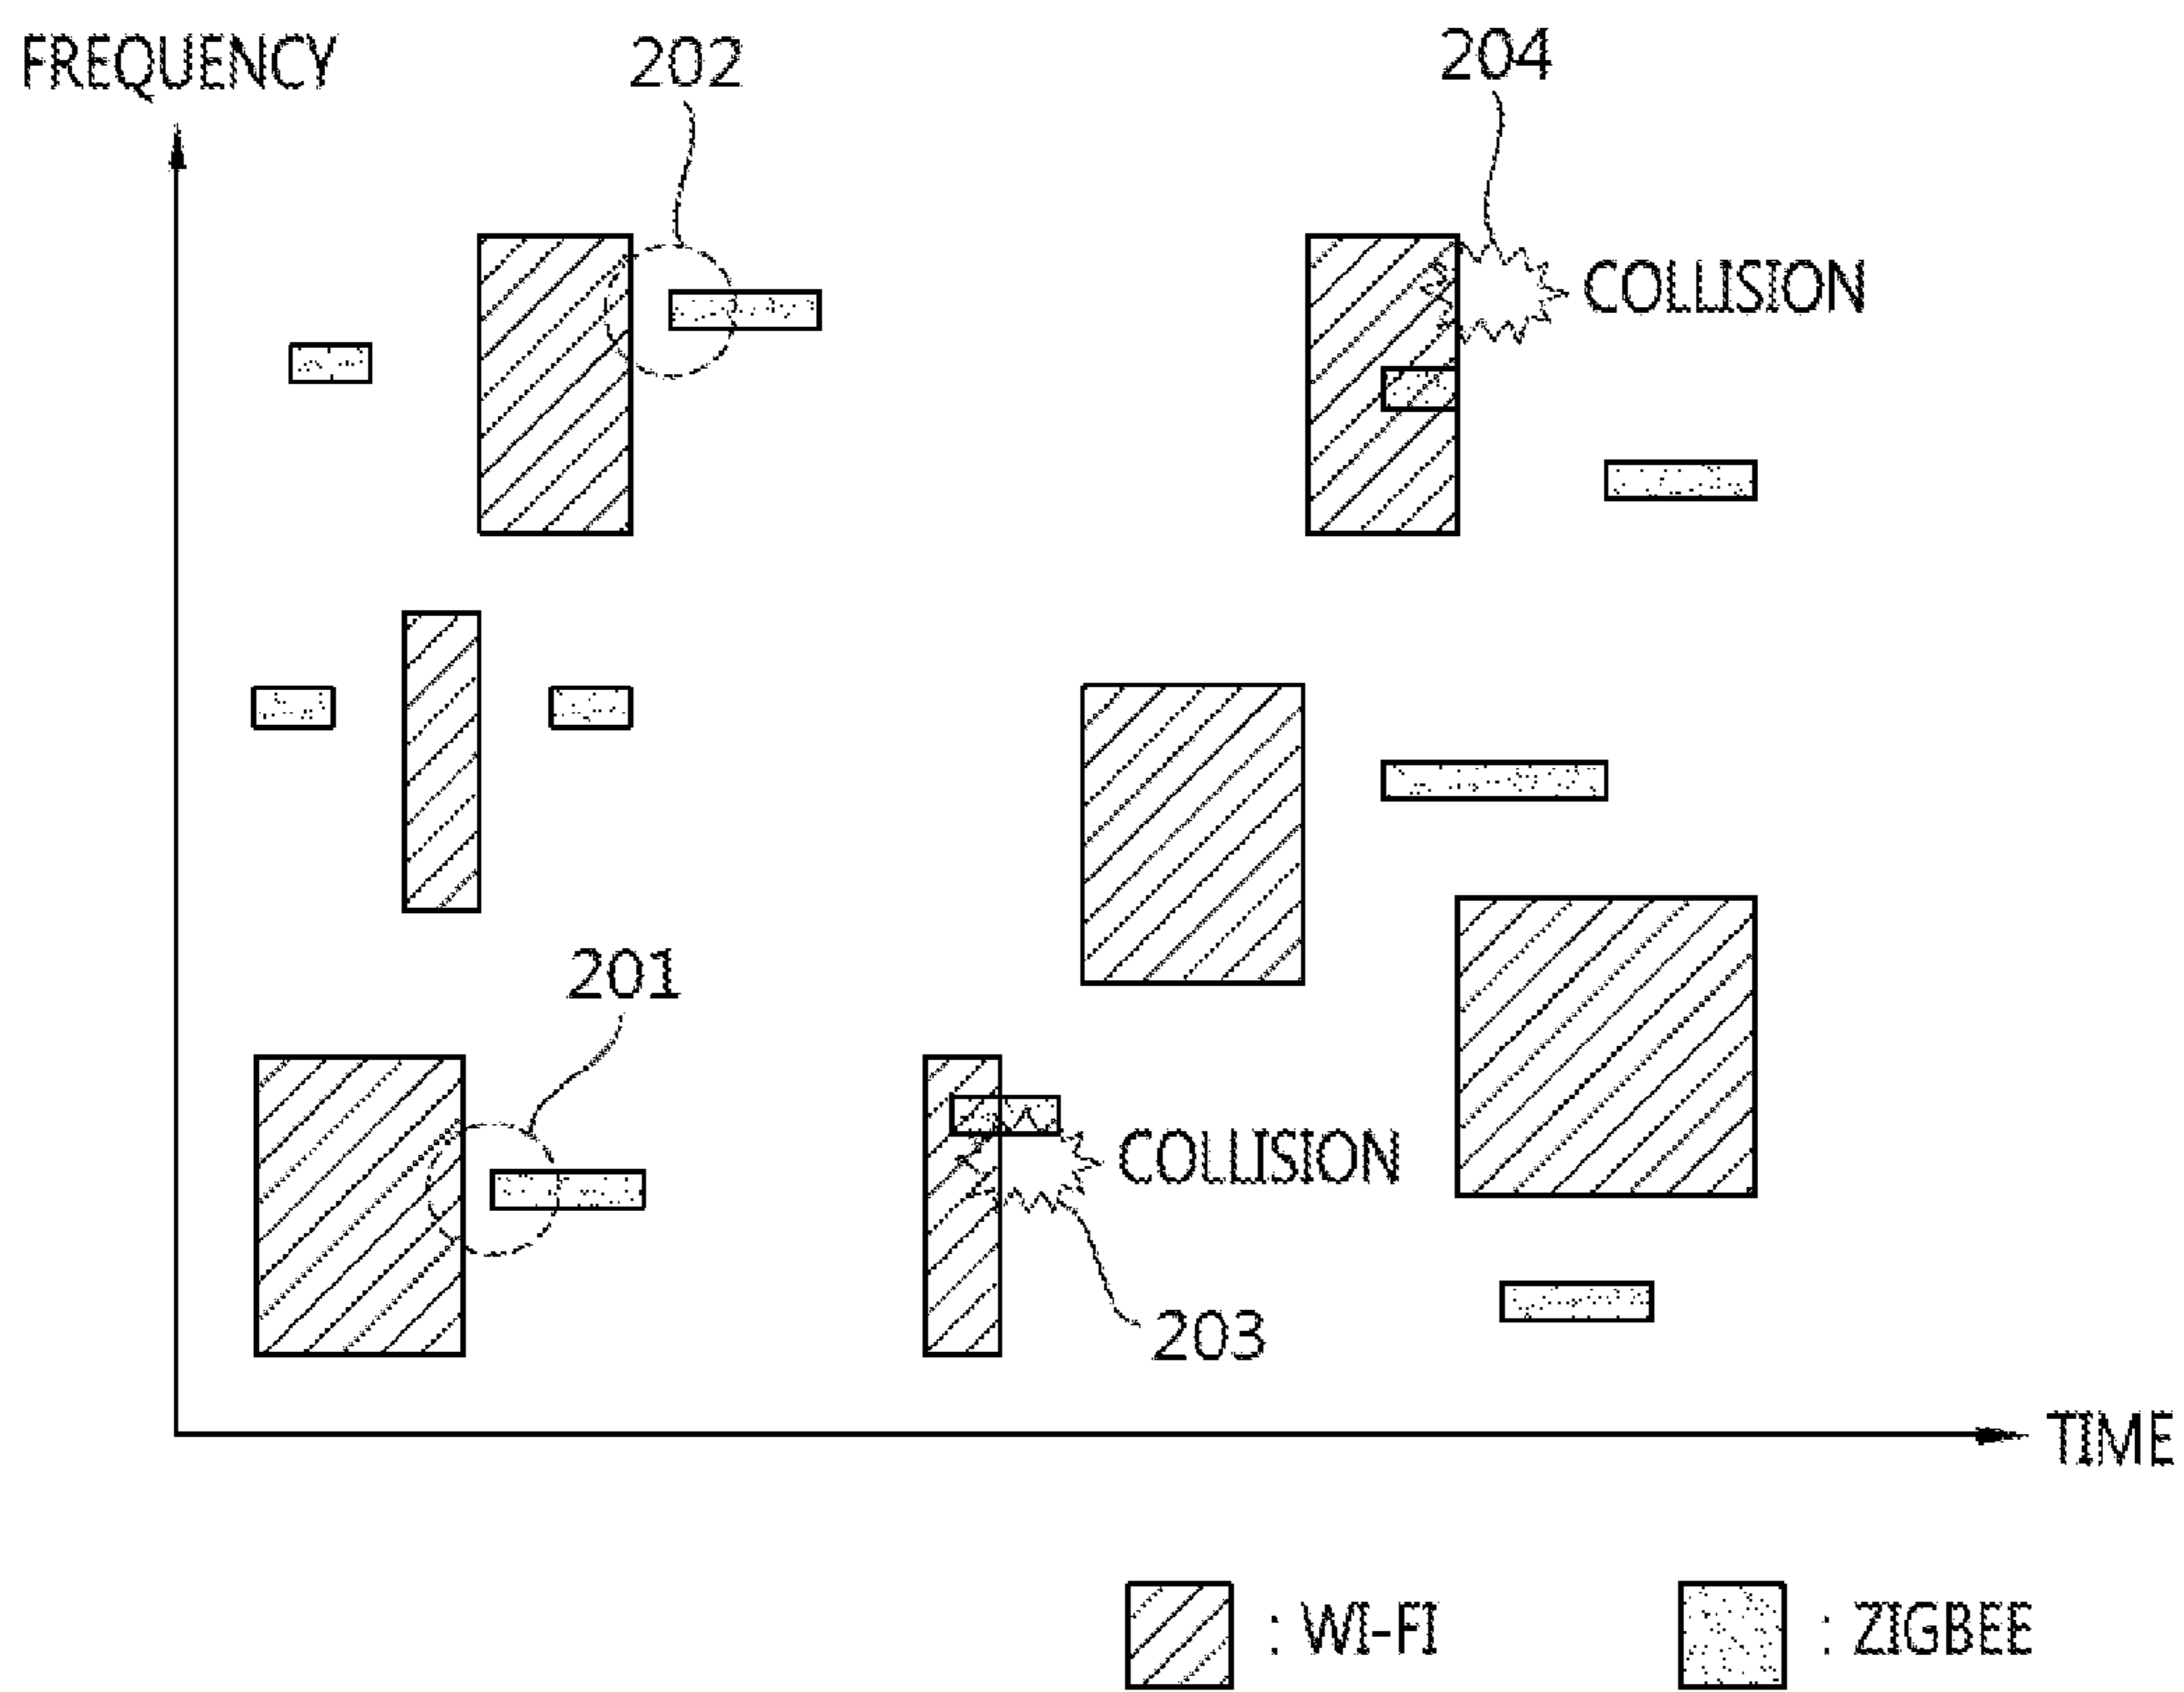 FREQUENCY
202
204
COLLISION
201
COLLISION
203
TIME
: WI-FI
: ZIGBEE